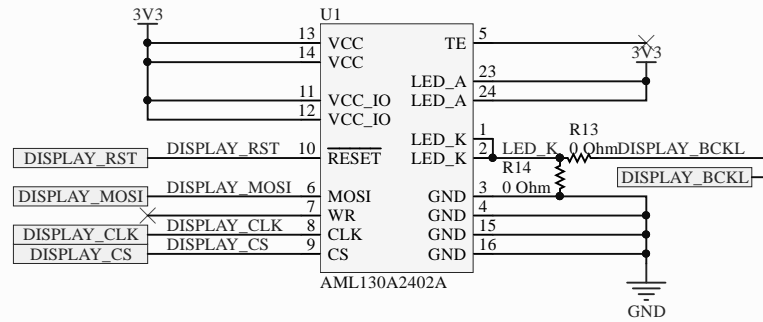 3V3
U1
13 VCC
14 VCC
11 VCC_IO
12 VCC_IO
DISPLAY_RST DISPLAY_RST 10 RESET
DISPLAY_MOSI DISPLAY_MOSI 6 MOSI
7 WR
DISPLAY_CLK DISPLAY_CLK 8 CLK
DISPLAY_CS DISPLAY_CS 9 CS
TE 5
3V3
LED_A 23
LED_A 24
LED_K 1
LED_K 2 LED_K
R13
0 Ohm DISPLAY_BCKL
R14
0 Ohm
DISPLAY_BCKL
GND 3
GND 4
GND 15
GND 16
AML130A2402A
GND